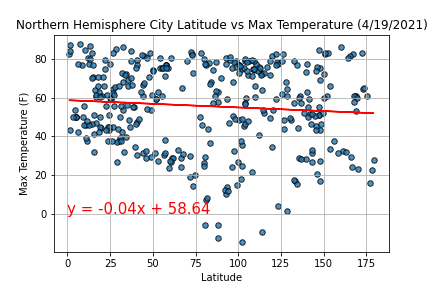 Northern Hemisphere City Latitude vs Max Temperature (4/19/2021)
80
60
40
20
0
Max Temperature (F)
y = -0.04x + 58.64
0 25 50 75 100 125 150 175
Latitude